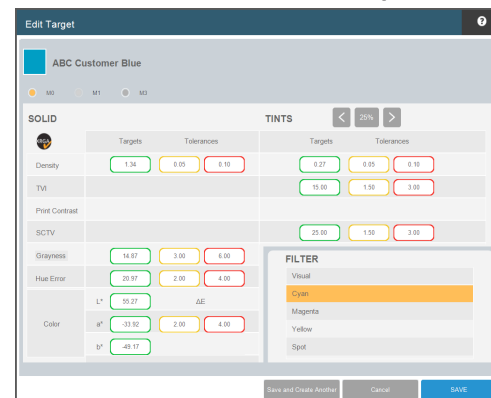 Edit Target
?
ABC Customer Blue
M0 M1 M3
SOLID
TINTS < 25% >
Targets Tolerances Targets Tolerances
Density 1.34 0.05 0.10 0.27 0.05 0.10
TVI 15.00 1.50 3.00
Print Contrast
SCTV 25.00 1.50 3.00
Grayness 14.87 3.00 6.00
Hue Error 20.97 2.00 4.00
Color
L* 55.27 ΔE
a* -33.92 2.00 4.00
b* -49.17
FILTER
Visual
Cyan
Magenta
Yellow
Spot
Save and Create Another Cancel SAVE